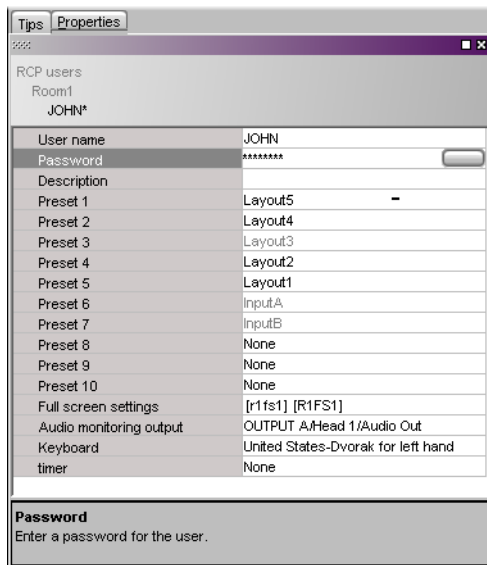 Tips Properties
RCP users
Room1
JOHN*
User name JOHN
Password ********
Description
Preset 1 Layout5 -
Preset 2 Layout4
Preset 3 Layout3
Preset 4 Layout2
Preset 5 Layout1
Preset 6 InputA
Preset 7 InputB
Preset 8 None
Preset 9 None
Preset 10 None
Full screen settings [r1fs1] [R1FS1]
Audio monitoring output OUTPUT A/Head 1/Audio Out
Keyboard United States-Dvorak for left hand
timer None
Password
Enter a password for the user.